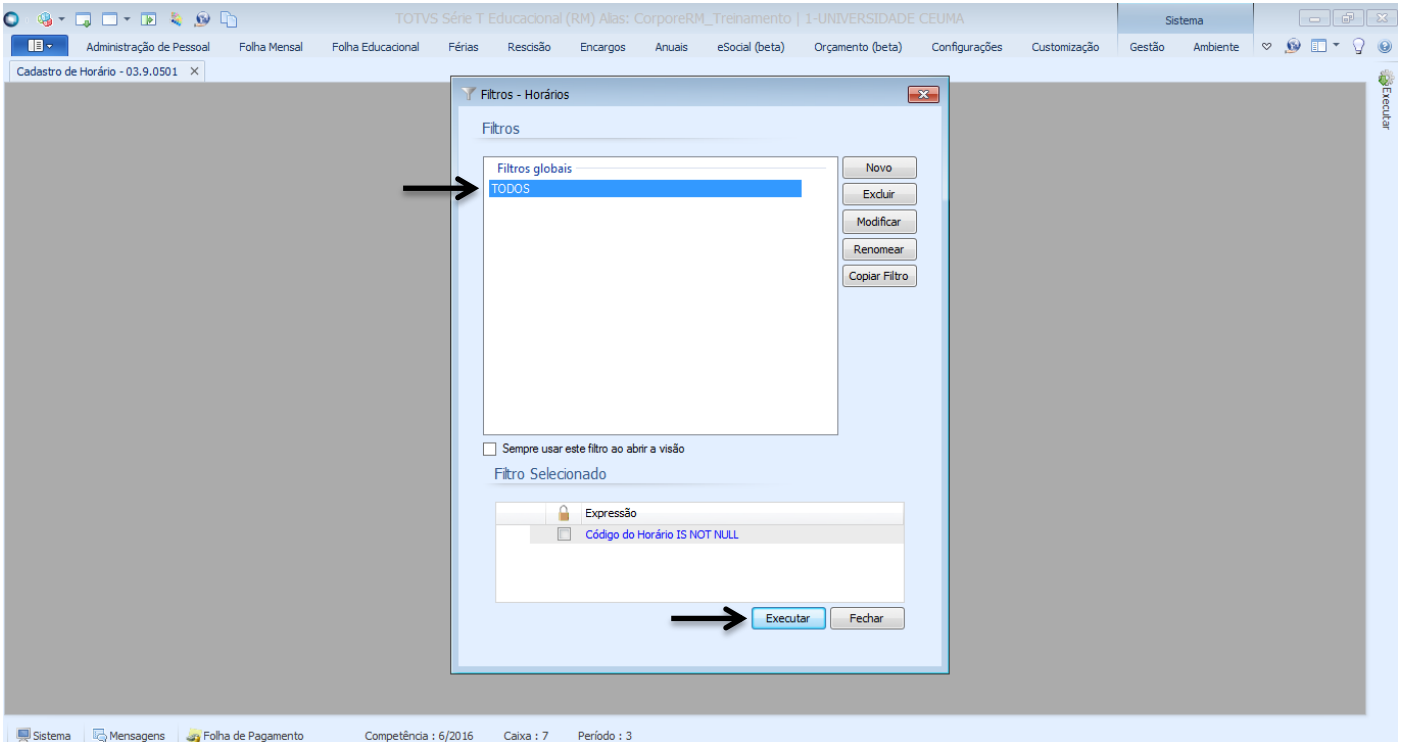 TOTVS Série T Educacional (RM) Alias: CorporeRM_Treinamento | 1-UNIVERSIDADE CEUMA
Sistema
Administração de Pessoal Folha Mensal Folha Educacional Férias Rescisão Encargos Anuais eSocial (beta) Orçamento (beta) Configurações Customização Gestão Ambiente
Cadastro de Horário - 03.9.0501
Executar
Filtros - Horários
Filtros
Filtros globais
TODOS
Novo
Excluir
Modificar
Renomear
Copiar Filtro
Sempre usar este filtro ao abrir a visão
Filtro Selecionado
Expressão
Código do Horário IS NOT NULL
Executar Fechar
Sistema Mensagens Folha de Pagamento Competência : 6/2016 Caixa : 7 Período : 3